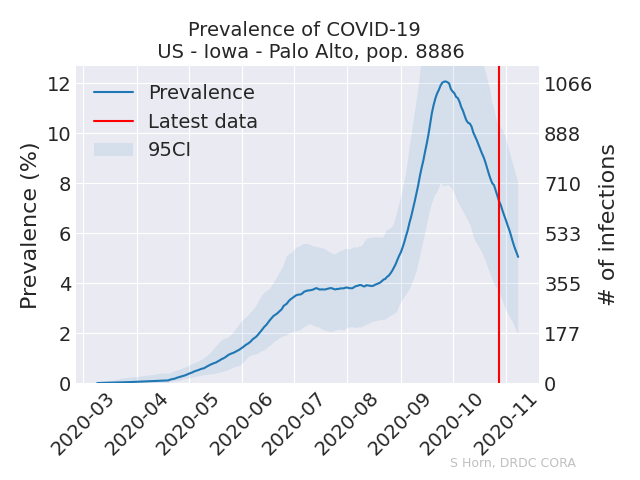 Prevalence of COVID-19
US - Iowa - Palo Alto, pop. 8886
Prevalence
Latest data
95CI
Prevalence (%)
12
10
8
6
4
2
0
1066
888
710
533
355
177
0
# of infections
2020-03
2020-04
2020-05
2020-06
2020-07
2020-08
2020-09
2020-10
2020-11
S Horn, DRDC CORA